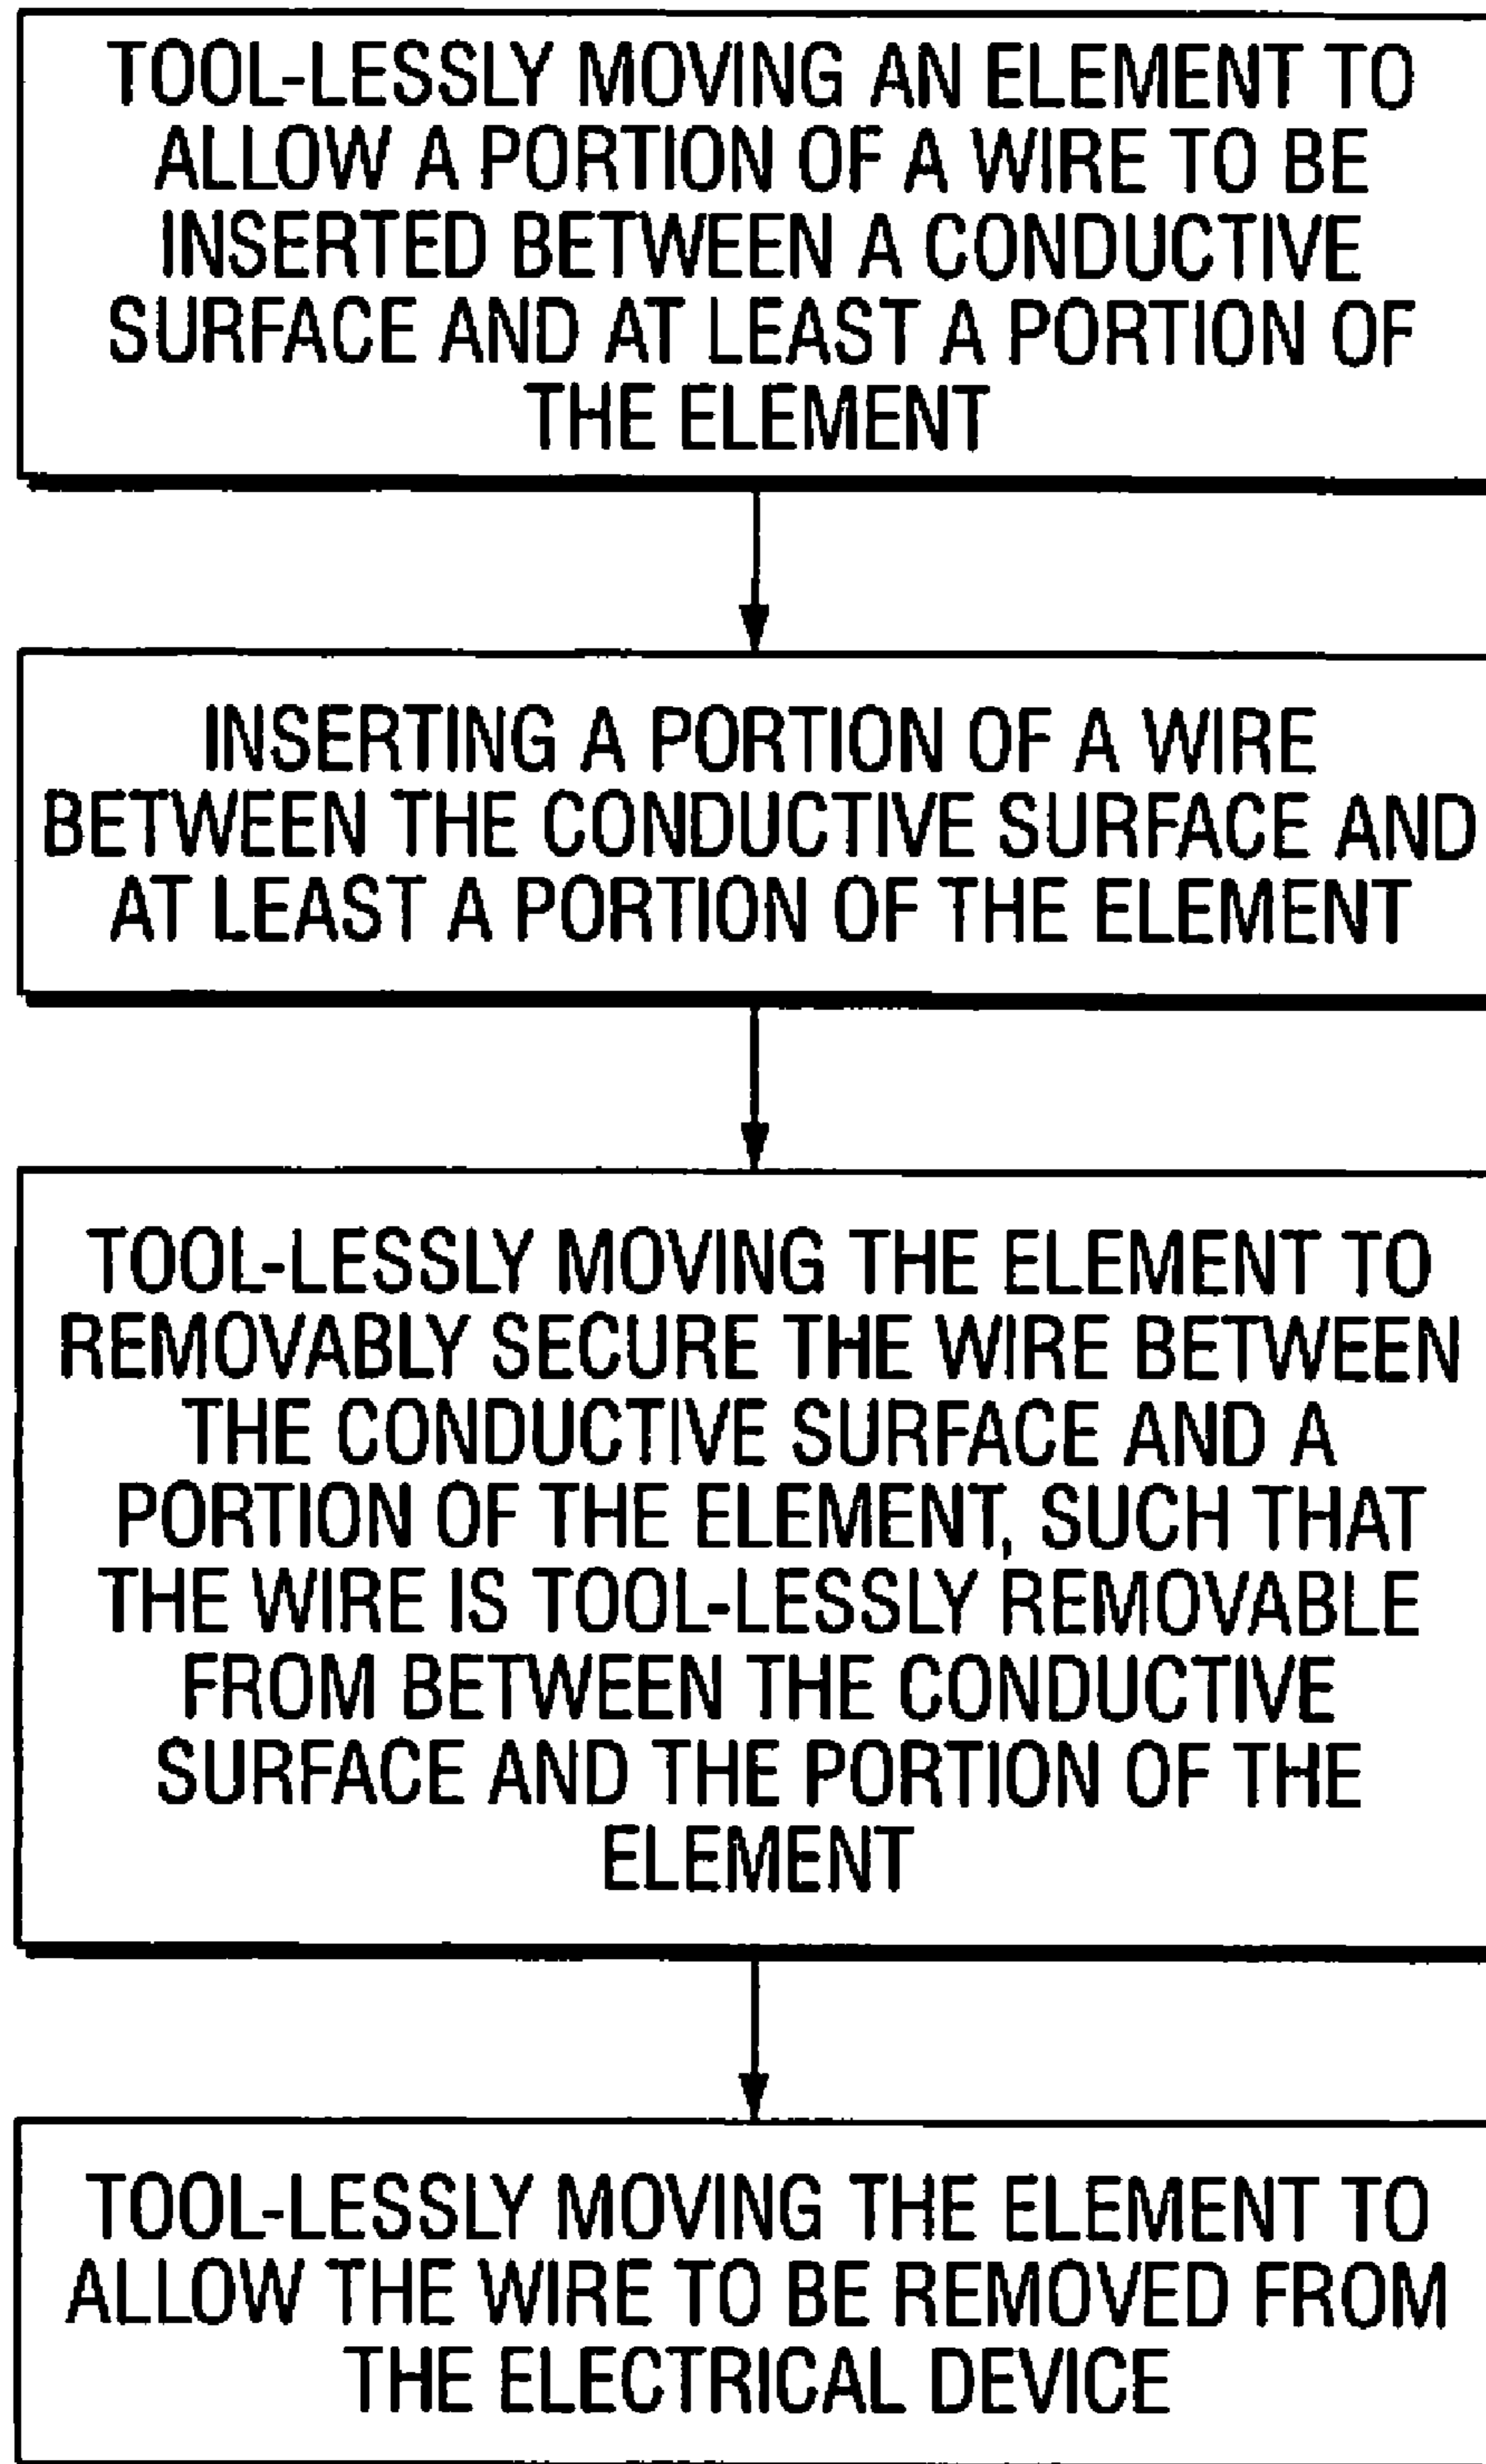 TOOL-LESSLY MOVING AN ELEMENT TO
ALLOW A PORTION OF A WIRE TO BE
INSERTED BETWEEN A CONDUCTIVE
SURFACE AND AT LEAST A PORTION OF
THE ELEMENT
INSERTING A PORTION OF A WIRE
BETWEEN THE CONDUCTIVE SURFACE AND
AT LEAST A PORTION OF THE ELEMENT
TOOL-LESSLY MOVING THE ELEMENT TO
REMOVABLY SECURE THE WIRE BETWEEN
THE CONDUCTIVE SURFACE AND A
PORTION OF THE ELEMENT, SUCH THAT
THE WIRE IS TOOL-LESSLY REMOVABLE
FROM BETWEEN THE CONDUCTIVE
SURFACE AND THE PORTION OF THE
ELEMENT
TOOL-LESSLY MOVING THE ELEMENT TO
ALLOW THE WIRE TO BE REMOVED FROM
THE ELECTRICAL DEVICE